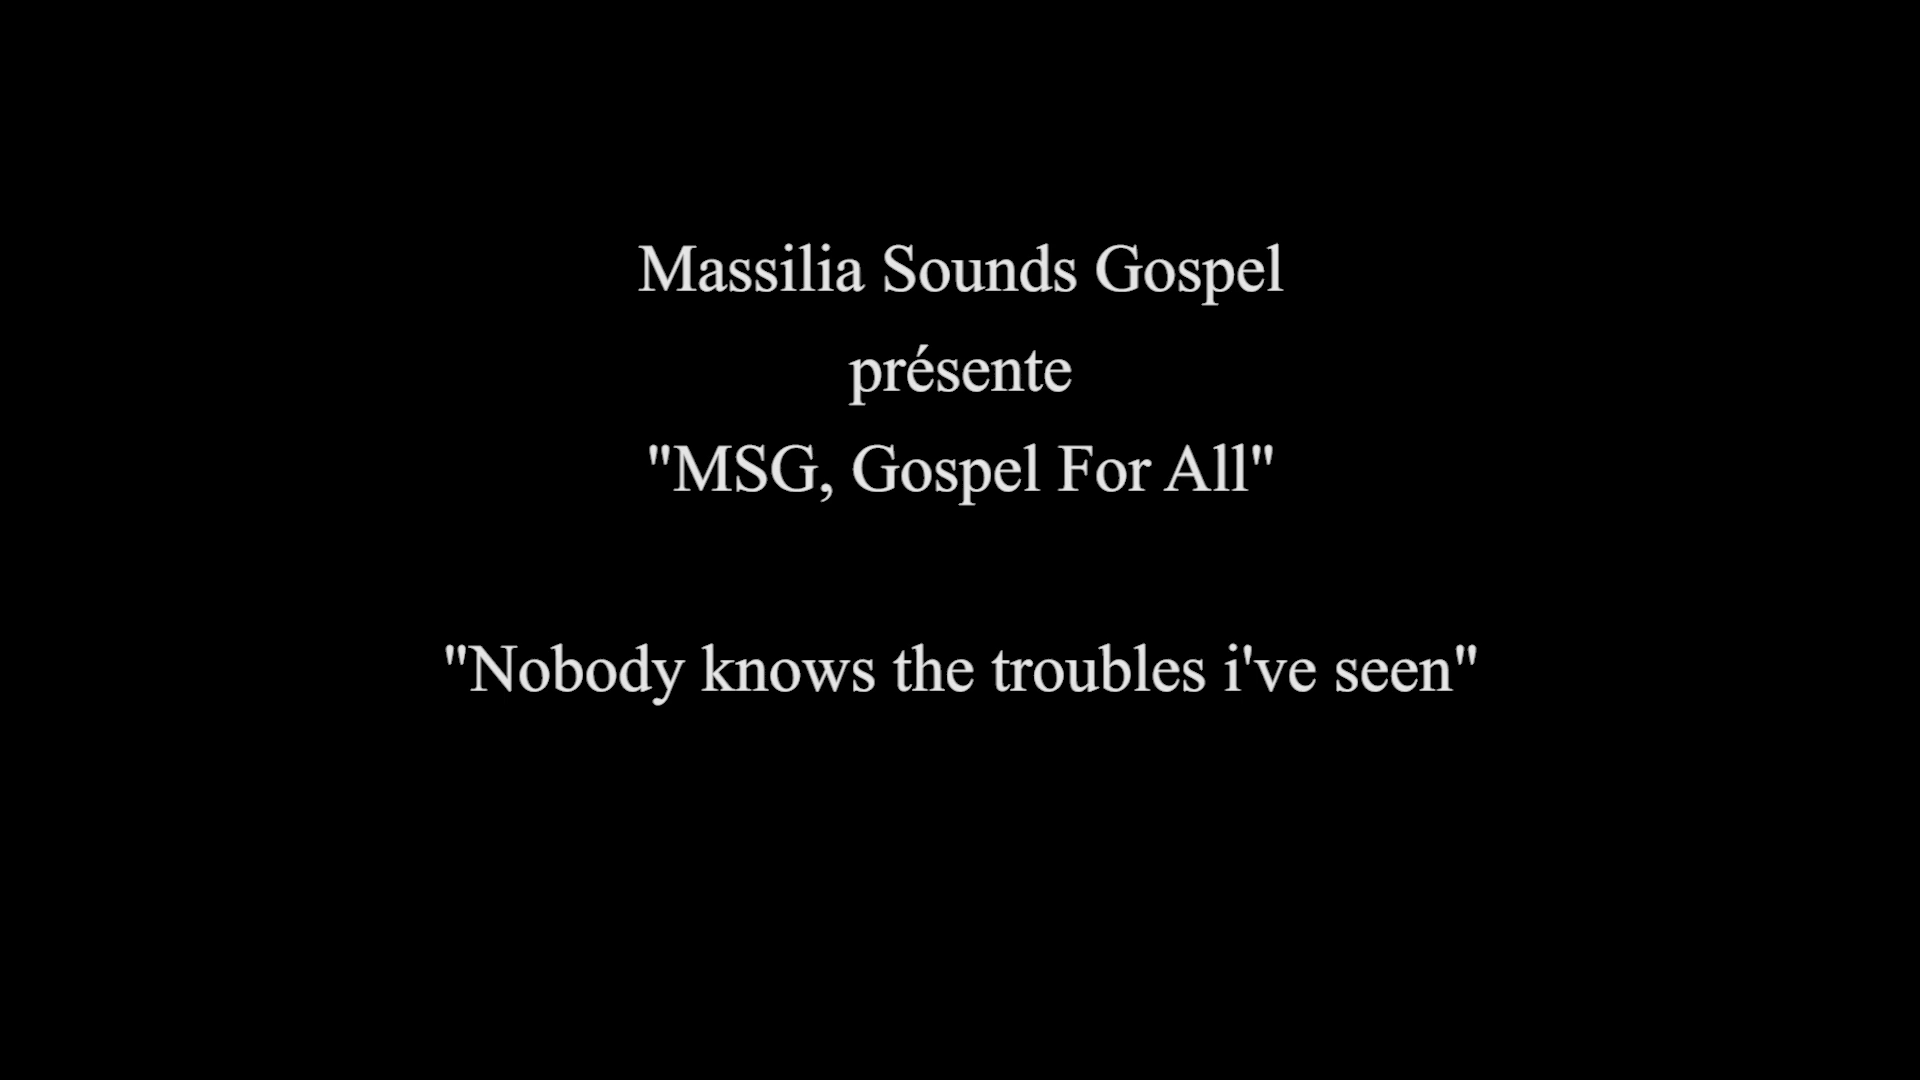 Massilia Sounds Gospel
présente
"MSG, Gospel For All"
"Nobody knows the troubles i've seen"